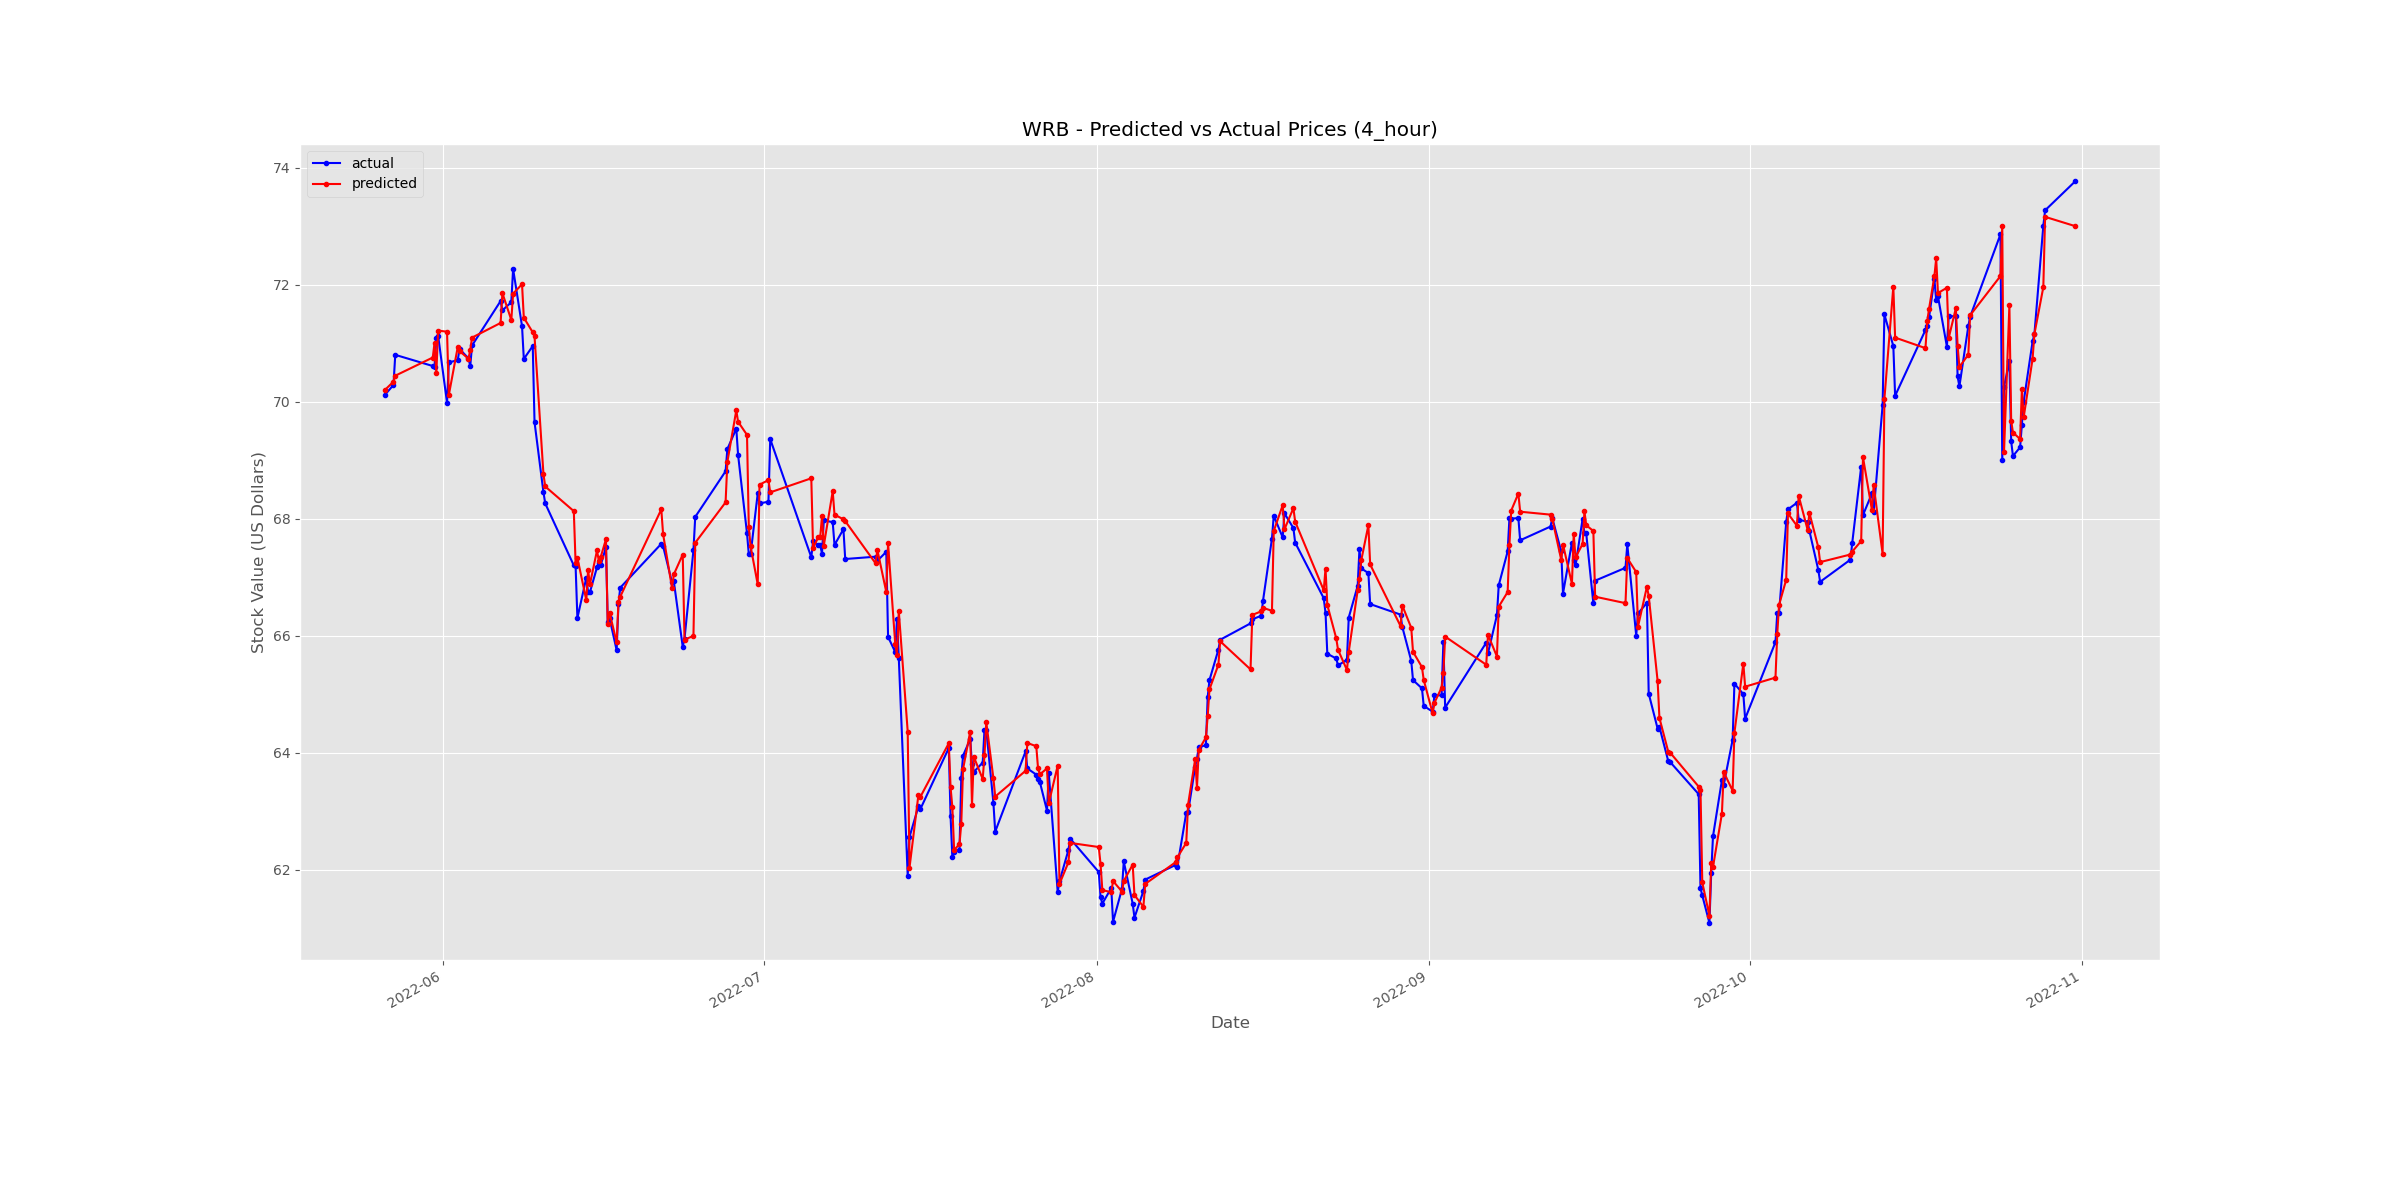 WRB - Predicted vs Actual Prices (4_hour)
actual
predicted
74
72
70
68
66
64
62
Stock Value (US Dollars)
2022-06
2022-07
2022-08
2022-09
2022-10
2022-11
Date